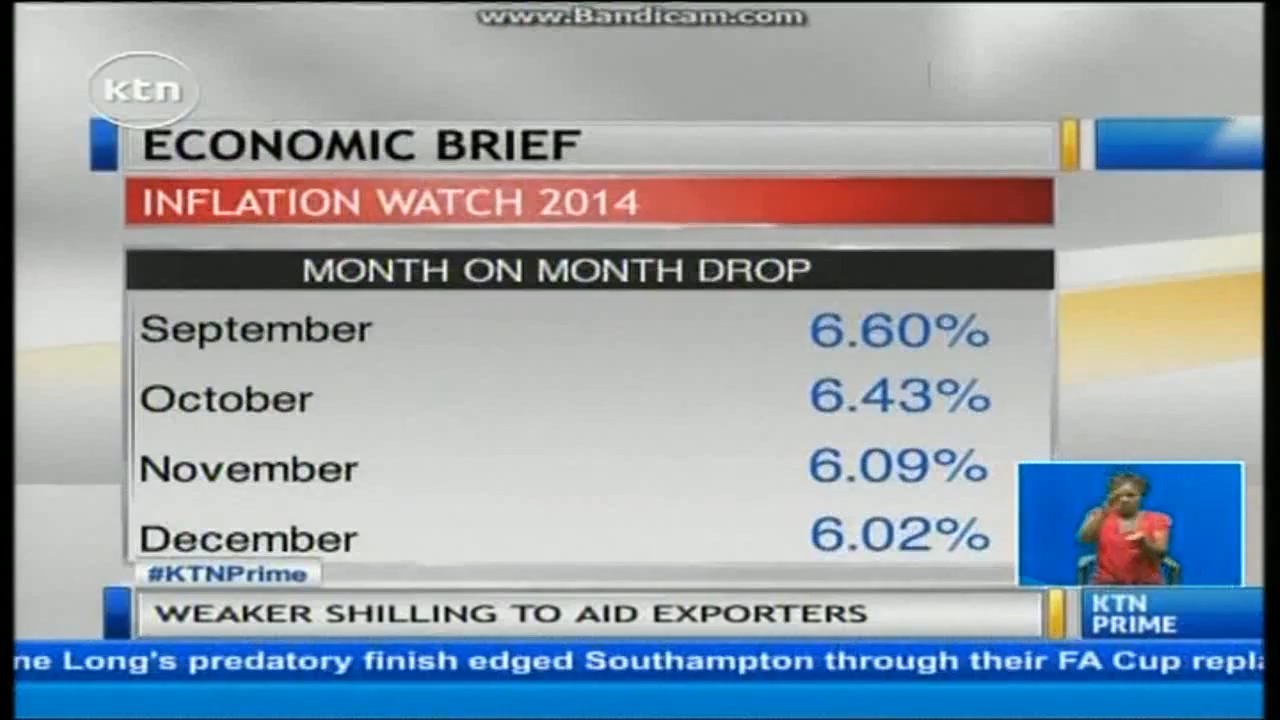 www.Bandicam.com
ktn
ECONOMIC BRIEF
INFLATION WATCH 2014
MONTH ON MONTH DROP
September 6.60%
October 6.43%
November 6.09%
December 6.02%
#KTNPrime
WEAKER SHILLING TO AID EXPORTERS
KTN
PRIME
ne Long's predatory finish edged Southampton through their FA Cup repla